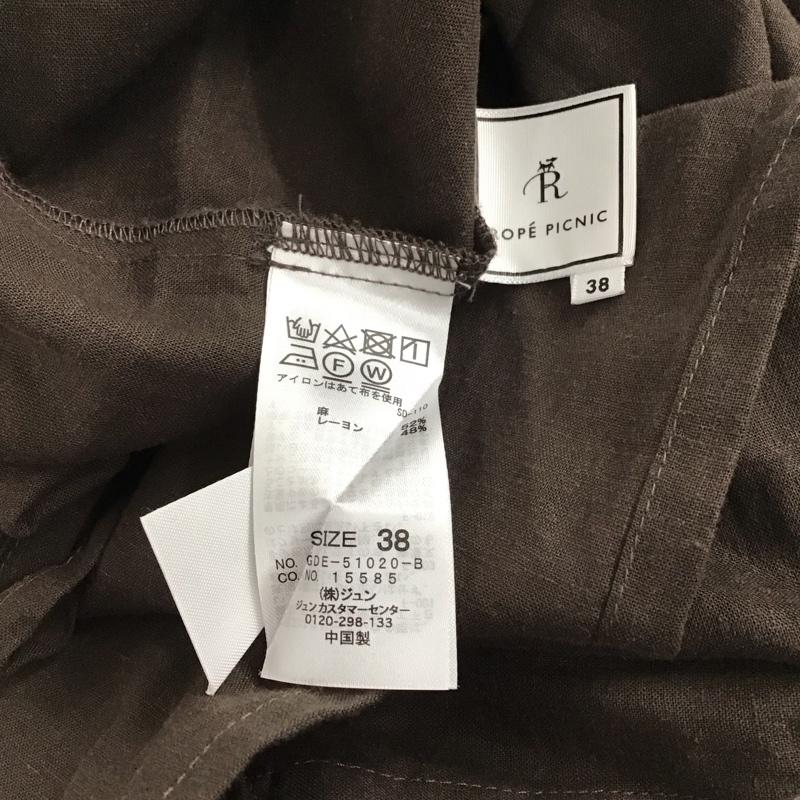 R
ROPÉ PICNIC
38
F W
アイロンはあて布を使用
SD-110
麻 52%
レーヨン 48%
SIZE 38
NO. GDE-51020-B
CO. NO. 15585
(株)ジュン
ジュンカスタマーセンター
0120-298-133
中国製